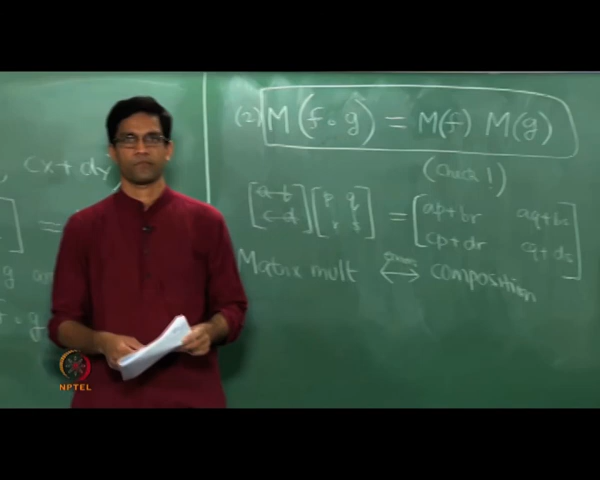 (2) M(f∘g) = M(f) M(g)
(Check!)
, cx+dy
[a b
c d] [p q
r s] = [ap+br aq+bs
cp+dr cq+ds]
] =
g
Matrix mult ⟷ composition
∘ g
NPTEL